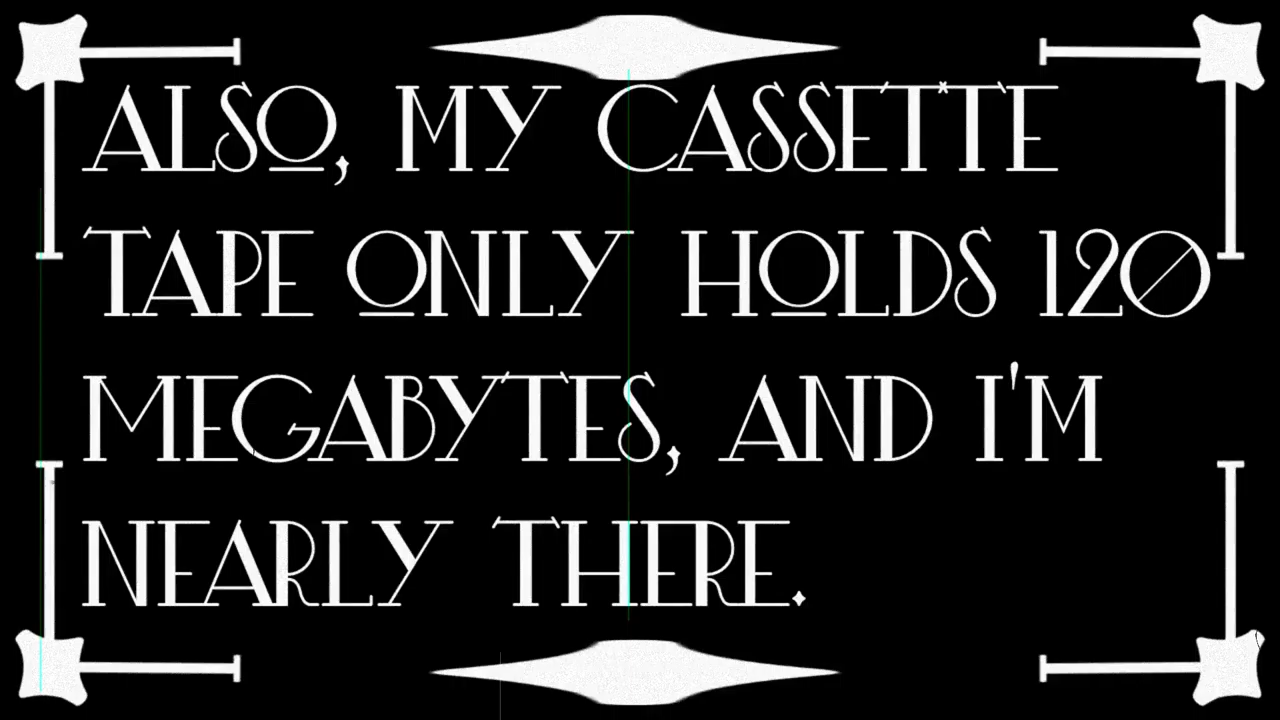 ALSO, MY CASSETTE
TAPE ONLY HOLDS 120
MEGABYTES, AND I'M
NEARLY THERE.